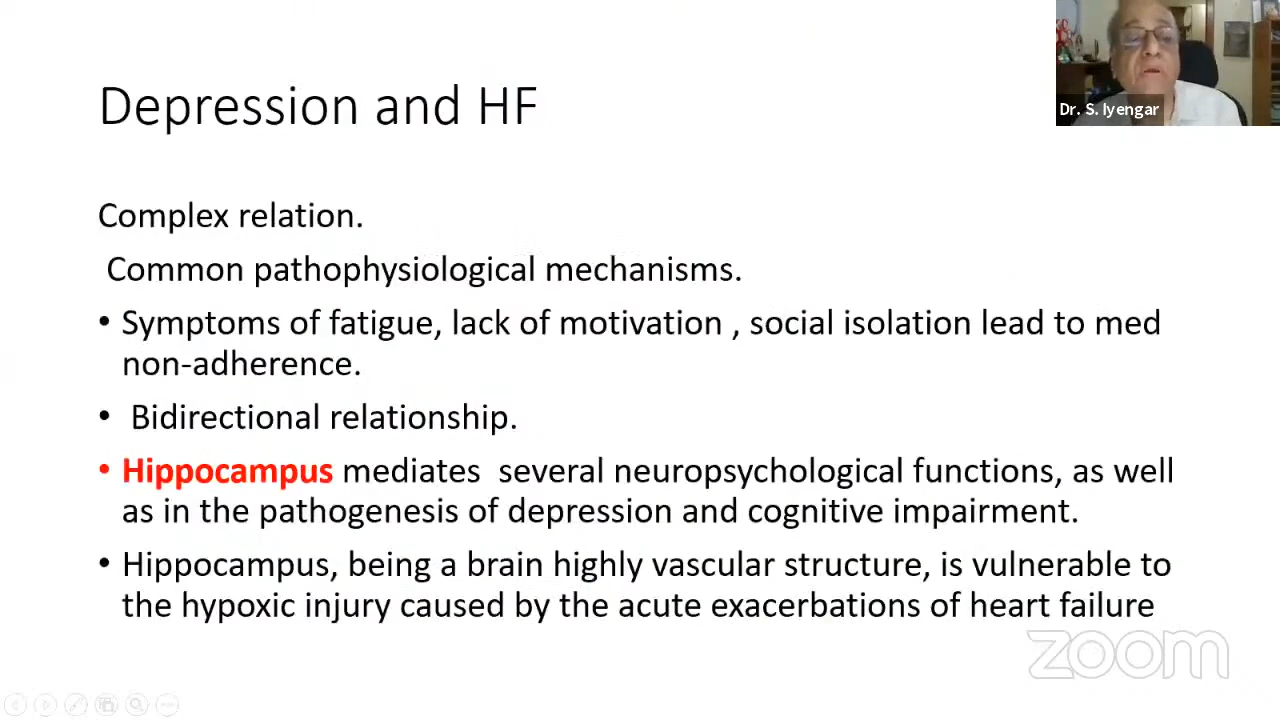 Depression and HF
Dr. S. Iyengar
Complex relation.
Common pathophysiological mechanisms.
• Symptoms of fatigue, lack of motivation , social isolation lead to med
non-adherence.
• Bidirectional relationship.
• Hippocampus mediates  several neuropsychological functions, as well
as in the pathogenesis of depression and cognitive impairment.
• Hippocampus, being a brain highly vascular structure, is vulnerable to
the hypoxic injury caused by the acute exacerbations of heart failure
zoom